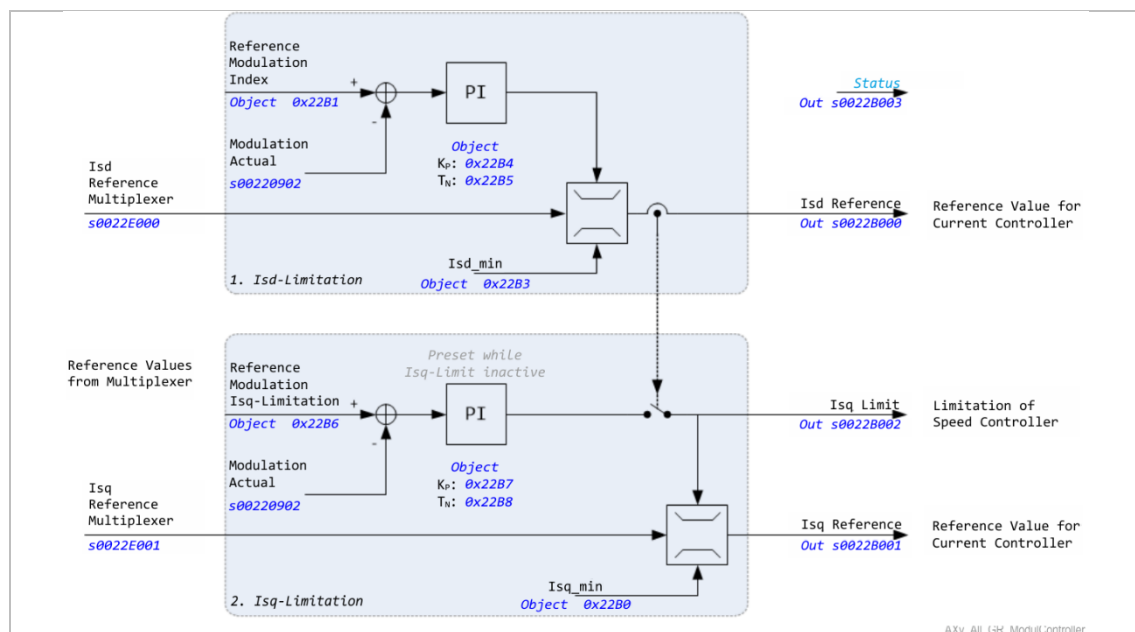 Reference
Modulation
Index
Object 0x22B1
+
-
PI
Modulation
Actual
s00220902
Object
KP: 0x22B4
TN: 0x22B5
Status
Out s0022B003
Isd
Reference
Multiplexer
s0022E000
Isd Reference
Out s0022B000
Reference Value for
Current Controller
Isd_min
Object 0x22B3
1. Isd-Limitation
Reference Values
from Multiplexer
Preset while
Isq-Limit inactive
Reference
Modulation
Isq-Limitation
Object 0x22B6
+
-
PI
Isq Limit
Out s0022B002
Limitation of
Speed Controller
Modulation
Actual
s00220902
Object
KP: 0x22B7
TN: 0x22B8
Isq
Reference
Multiplexer
s0022E001
Isq Reference
Out s0022B001
Reference Value for
Current Controller
Isq_min
Object 0x22B0
2. Isq-Limitation